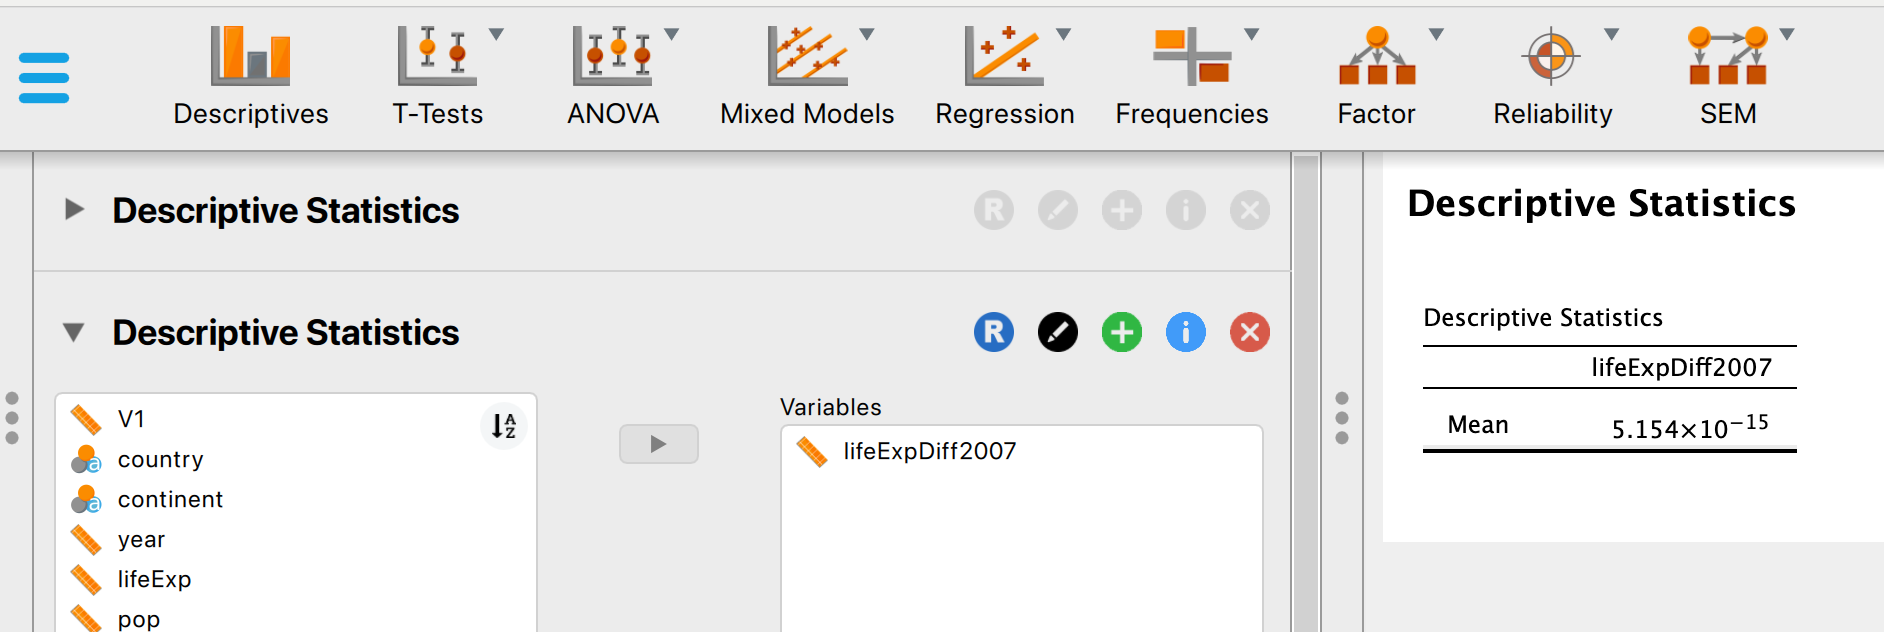 Descriptives T-Tests ANOVA Mixed Models Regression Frequencies Factor Reliability SEM
Descriptive Statistics
R
i
Descriptive Statistics
R
i
V1
A
Z
country
a
continent
a
year
lifeExp
pop
Variables
lifeExpDiff2007
Descriptive Statistics
Descriptive Statistics
lifeExpDiff2007
Mean 5.154×10⁻¹⁵